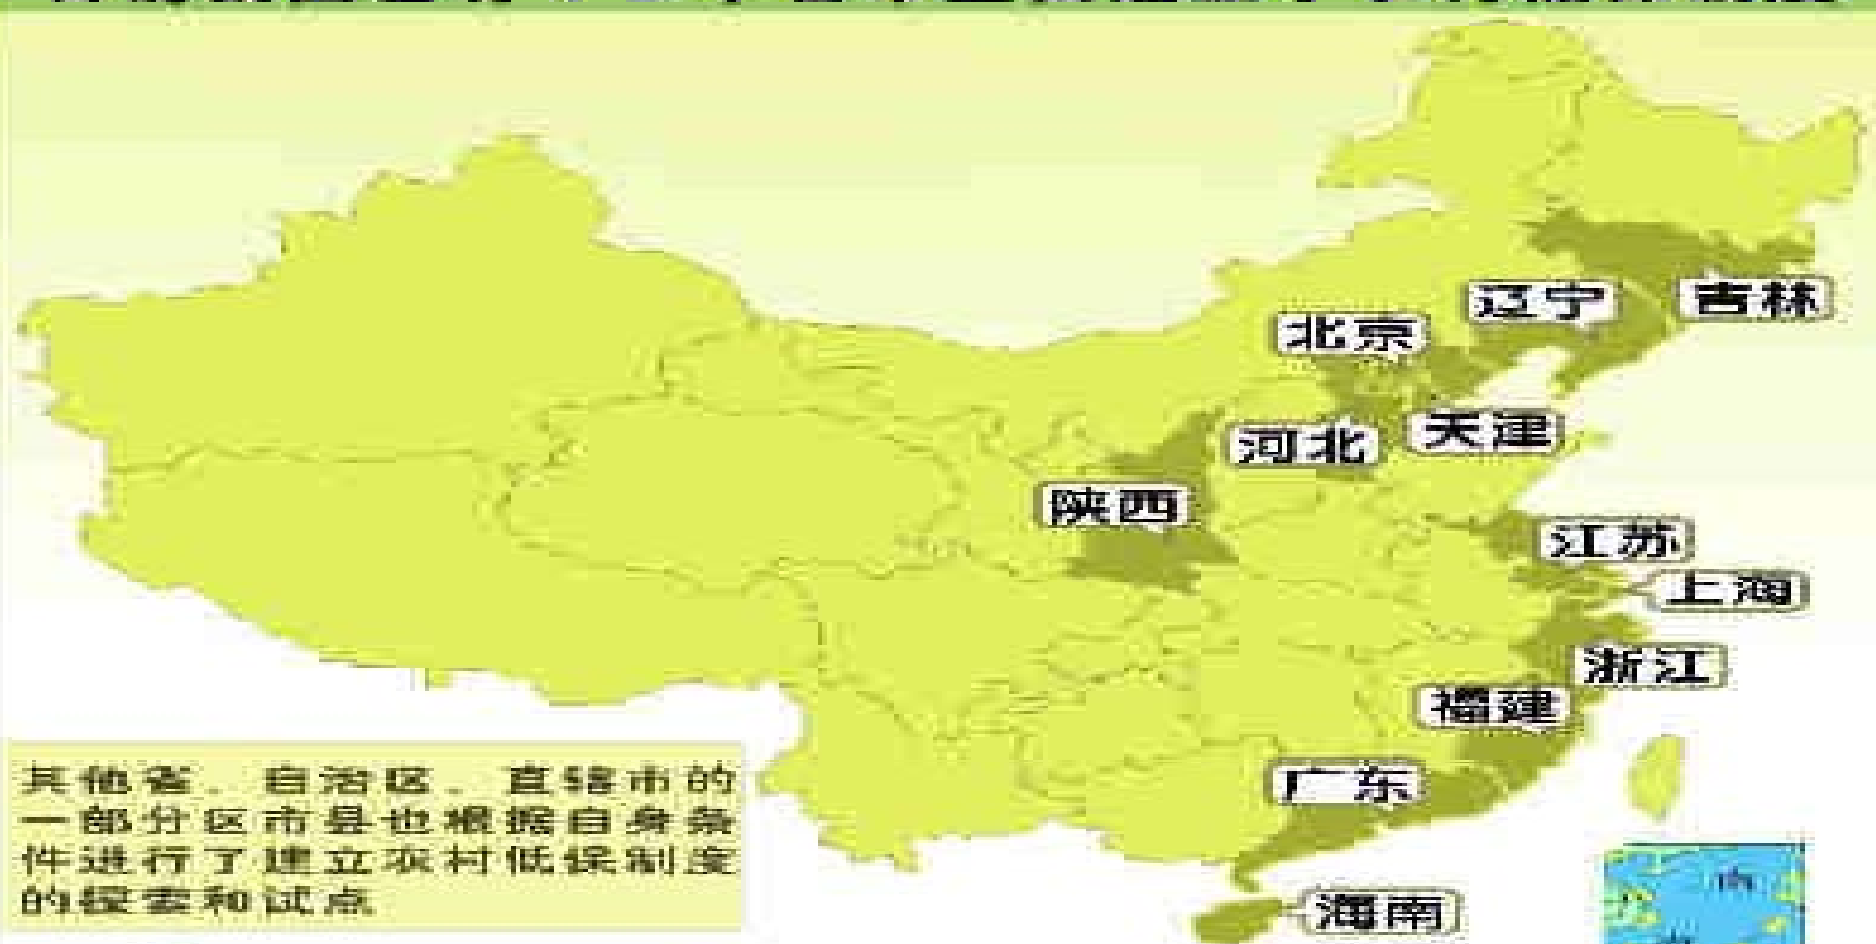 辽宁
吉林
北京
河北
天津
陕西
江苏
上海
浙江
福建
广东
海南
其他省、自治区、直辖市的
一部分区市县也根据自身条
件进行了建立农村低保制度
的探索和试点
南